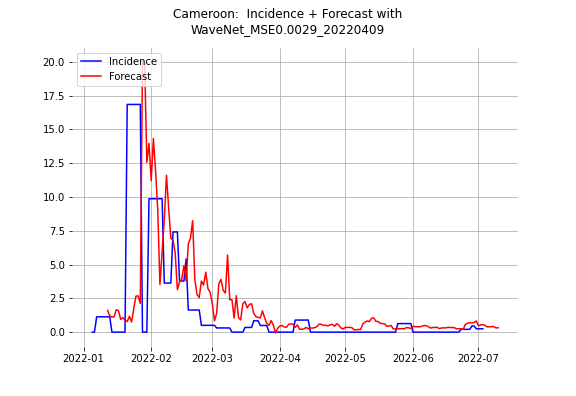 Cameroon:  Incidence + Forecast with
WaveNet_MSE0.0029_20220409
Incidence
Forecast
20.0
17.5
15.0
12.5
10.0
7.5
5.0
2.5
0.0
2022-01 2022-02 2022-03 2022-04 2022-05 2022-06 2022-07